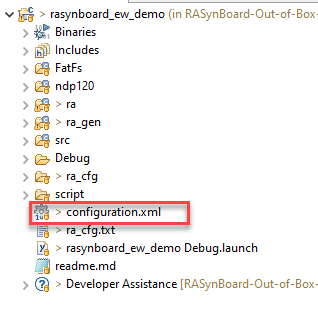 > rasynboard_ew_demo (in RASynBoard-Out-of-Box-
Binaries
Includes
FatFs
ndp120
> ra
> ra_gen
src
Debug
> ra_cfg
script
> configuration.xml
> ra_cfg.txt
> rasynboard_ew_demo Debug.launch
readme.md
> Developer Assistance [RASynBoard-Out-of-Box-